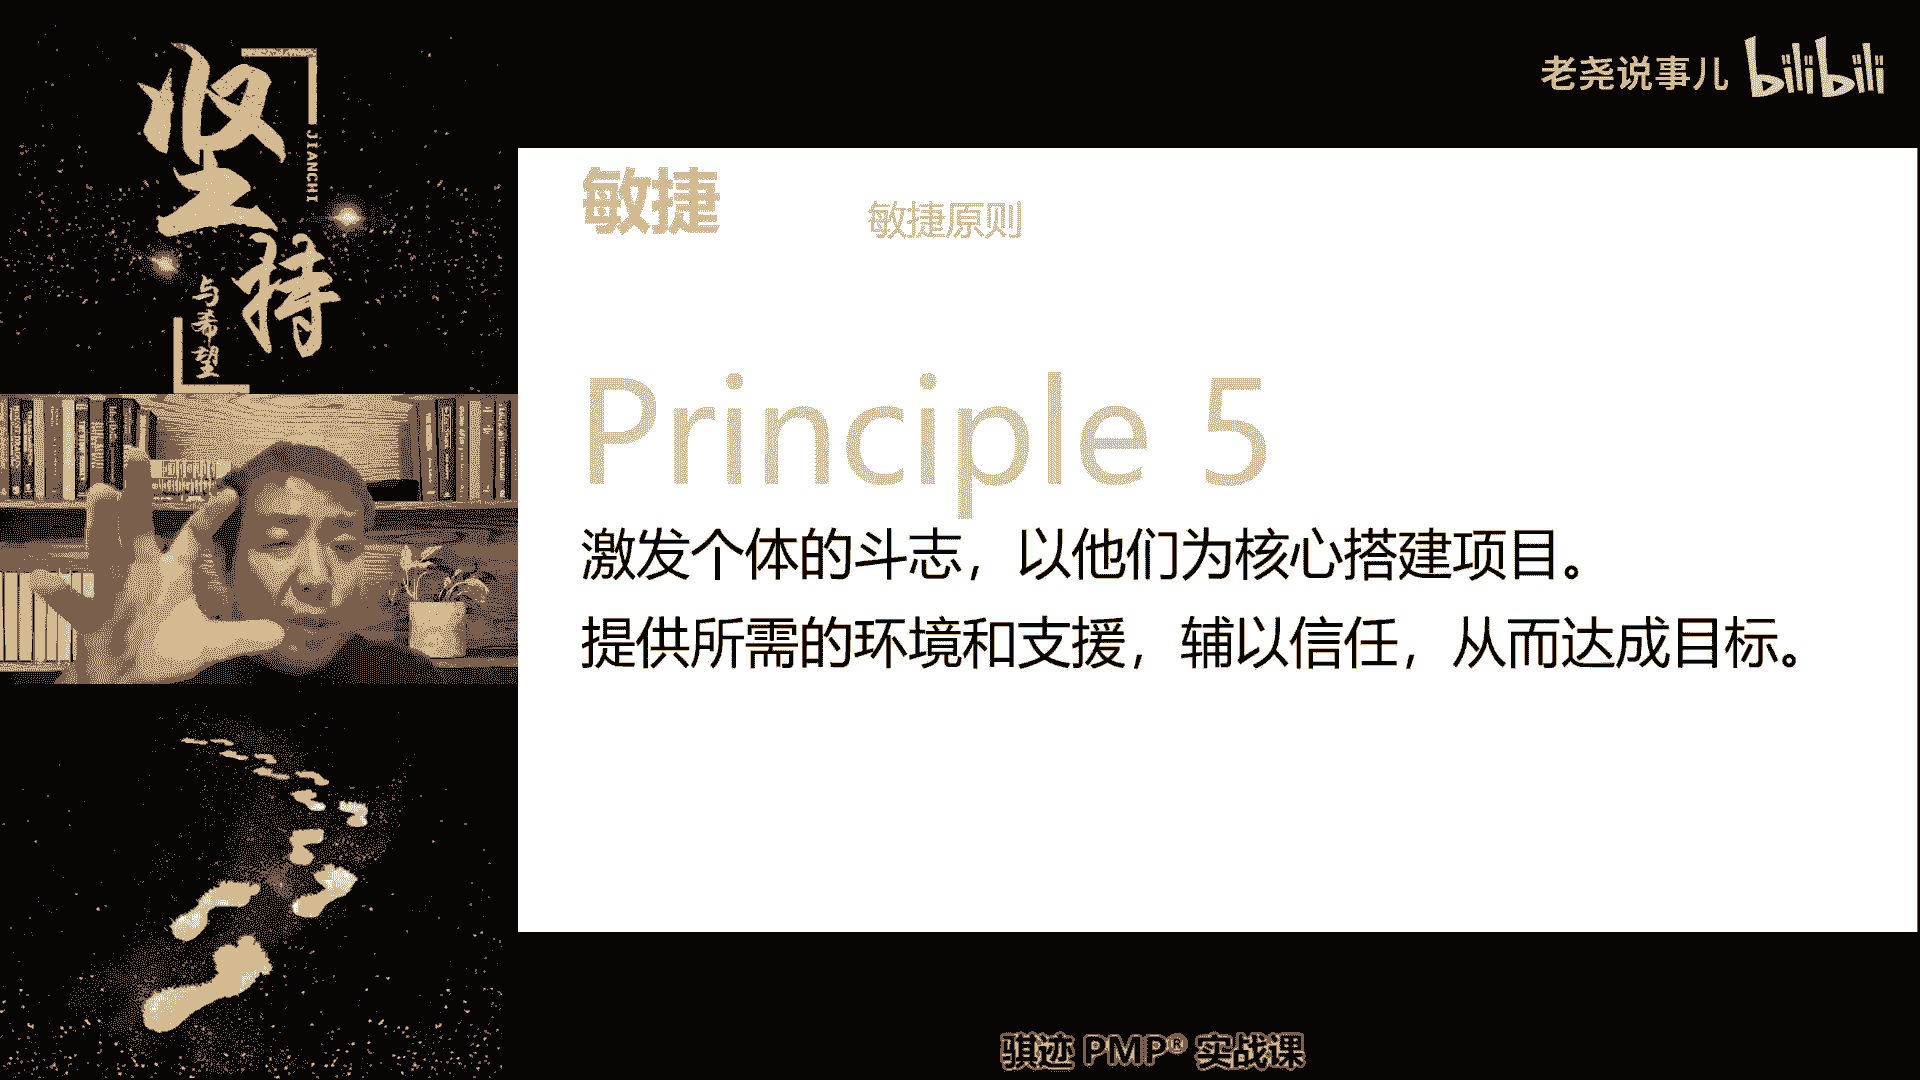 坚持
JIANCHI
与希望
老尧说事儿 bilibili
敏捷
敏捷原则
Principle 5
激发个体的斗志，以他们为核心搭建项目。
提供所需的环境和支援，辅以信任，从而达成目标。
骐迹 PMP® 实战课